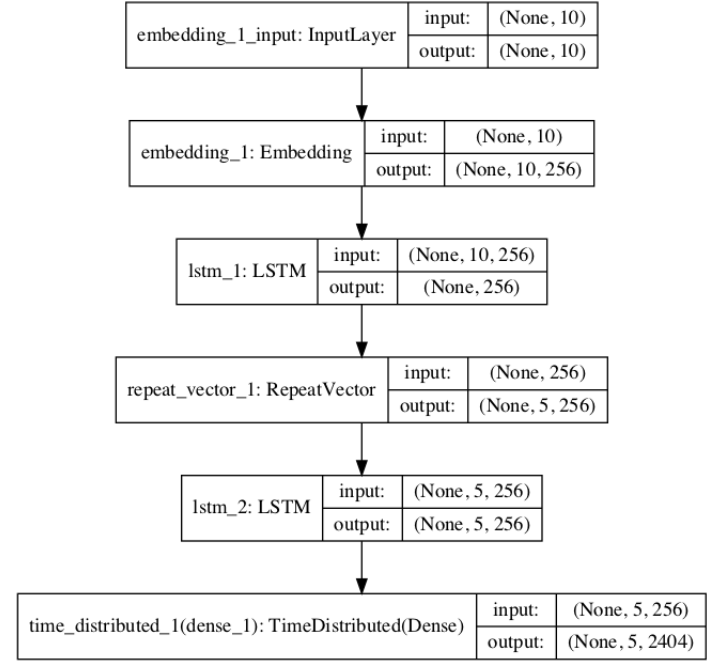 embedding_1_input: InputLayer
input: (None, 10)
output: (None, 10)
embedding_1: Embedding
input: (None, 10)
output: (None, 10, 256)
lstm_1: LSTM
input: (None, 10, 256)
output: (None, 256)
repeat_vector_1: RepeatVector
input: (None, 256)
output: (None, 5, 256)
lstm_2: LSTM
input: (None, 5, 256)
output: (None, 5, 256)
time_distributed_1(dense_1): TimeDistributed(Dense)
input: (None, 5, 256)
output: (None, 5, 2404)